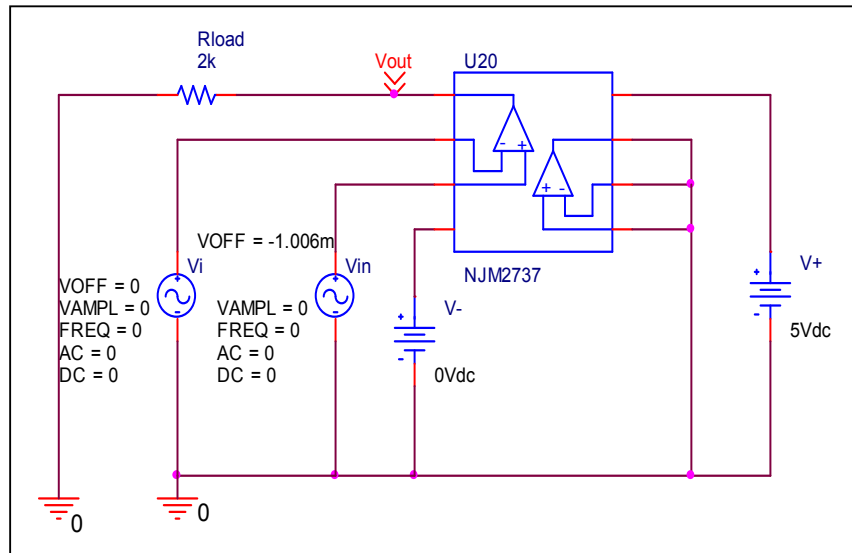 Rload
2k
Vout
U20
- +
+ -
NJM2737
VOFF = -1.006m
Vi
Vin
VOFF = 0
VAMPL = 0
FREQ = 0
AC = 0
DC = 0
VAMPL = 0
FREQ = 0
AC = 0
DC = 0
+
-
+
-
+
-
V-
0Vdc
+
-
V+
5Vdc
0
0